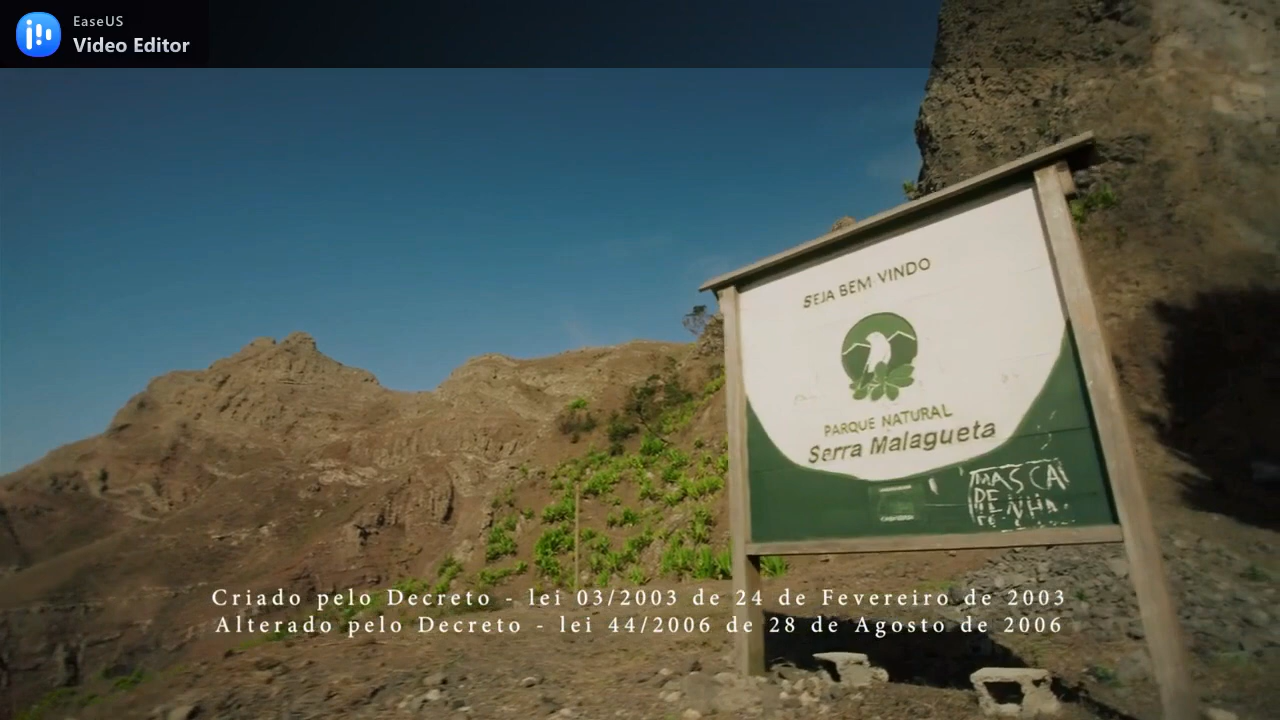 EaseUS
Video Editor
SEJA BEM VINDO
PARQUE NATURAL
Serra Malagueta
MASCA
DE
Criado pelo Decreto - lei 03/2003 de 24 de Fevereiro de 2003
Alterado pelo Decreto - lei 44/2006 de 28 de Agosto de 2006